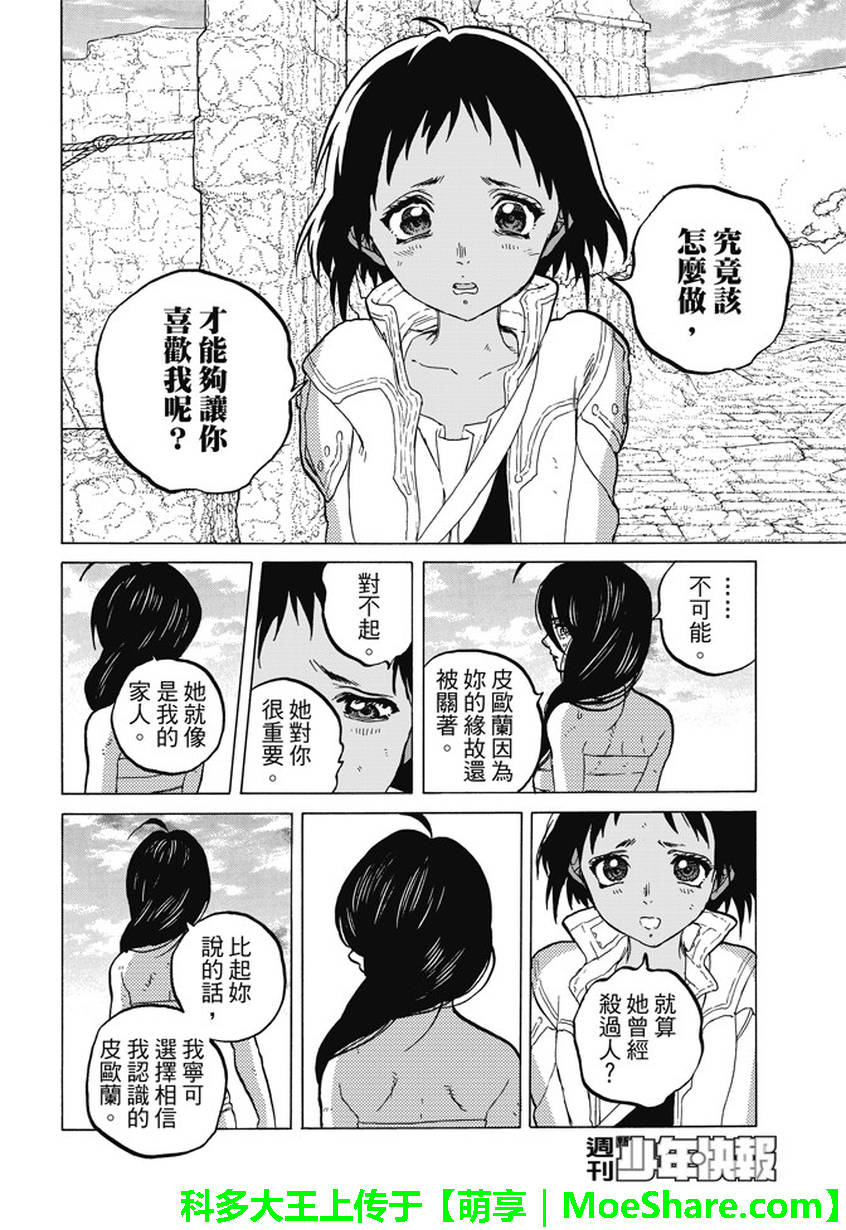 究竟該
怎麼做，
才能夠讓你
喜歡我呢？
……
不可能。
皮歐蘭因為
妳的緣故還
被關著。
對不起。
她對你
很重要。
她就像
是我的
家人。
就算
她曾經
殺過人？
比起妳
說的話，
我寧可
選擇相信
我認識的
皮歐蘭。
週刊
少年快報
科多大王上传于【萌享｜MoeShare.com】